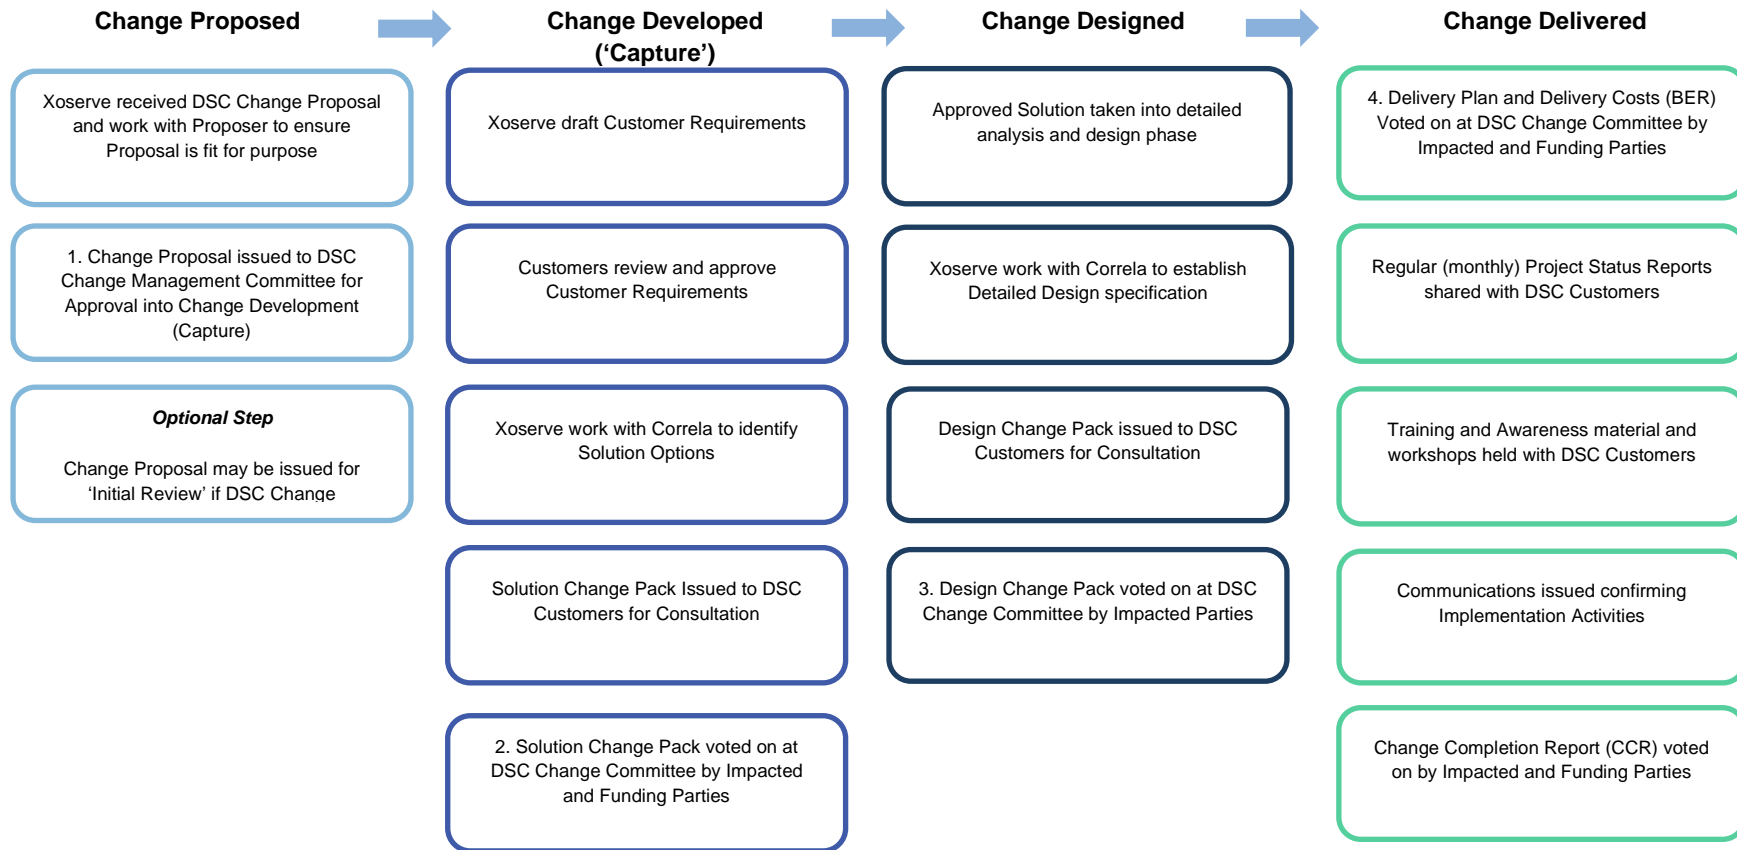 Change Proposed
Xoserve received DSC Change Proposal
and work with Proposer to ensure
Proposal is fit for purpose
1. Change Proposal issued to DSC
Change Management Committee for
Approval into Change Development
(Capture)
Optional Step
Change Proposal may be issued for
‘Initial Review’ if DSC Change
Change Developed
(‘Capture’)
Xoserve draft Customer Requirements
Customers review and approve
Customer Requirements
Xoserve work with Correla to identify
Solution Options
Solution Change Pack Issued to DSC
Customers for Consultation
2. Solution Change Pack voted on at
DSC Change Committee by Impacted
and Funding Parties
Change Designed
Approved Solution taken into detailed
analysis and design phase
Xoserve work with Correla to establish
Detailed Design specification
Design Change Pack issued to DSC
Customers for Consultation
3. Design Change Pack voted on at DSC
Change Committee by Impacted Parties
Change Delivered
4. Delivery Plan and Delivery Costs (BER)
Voted on at DSC Change Committee by
Impacted and Funding Parties
Regular (monthly) Project Status Reports
shared with DSC Customers
Training and Awareness material and
workshops held with DSC Customers
Communications issued confirming
Implementation Activities
Change Completion Report (CCR) voted
on by Impacted and Funding Parties